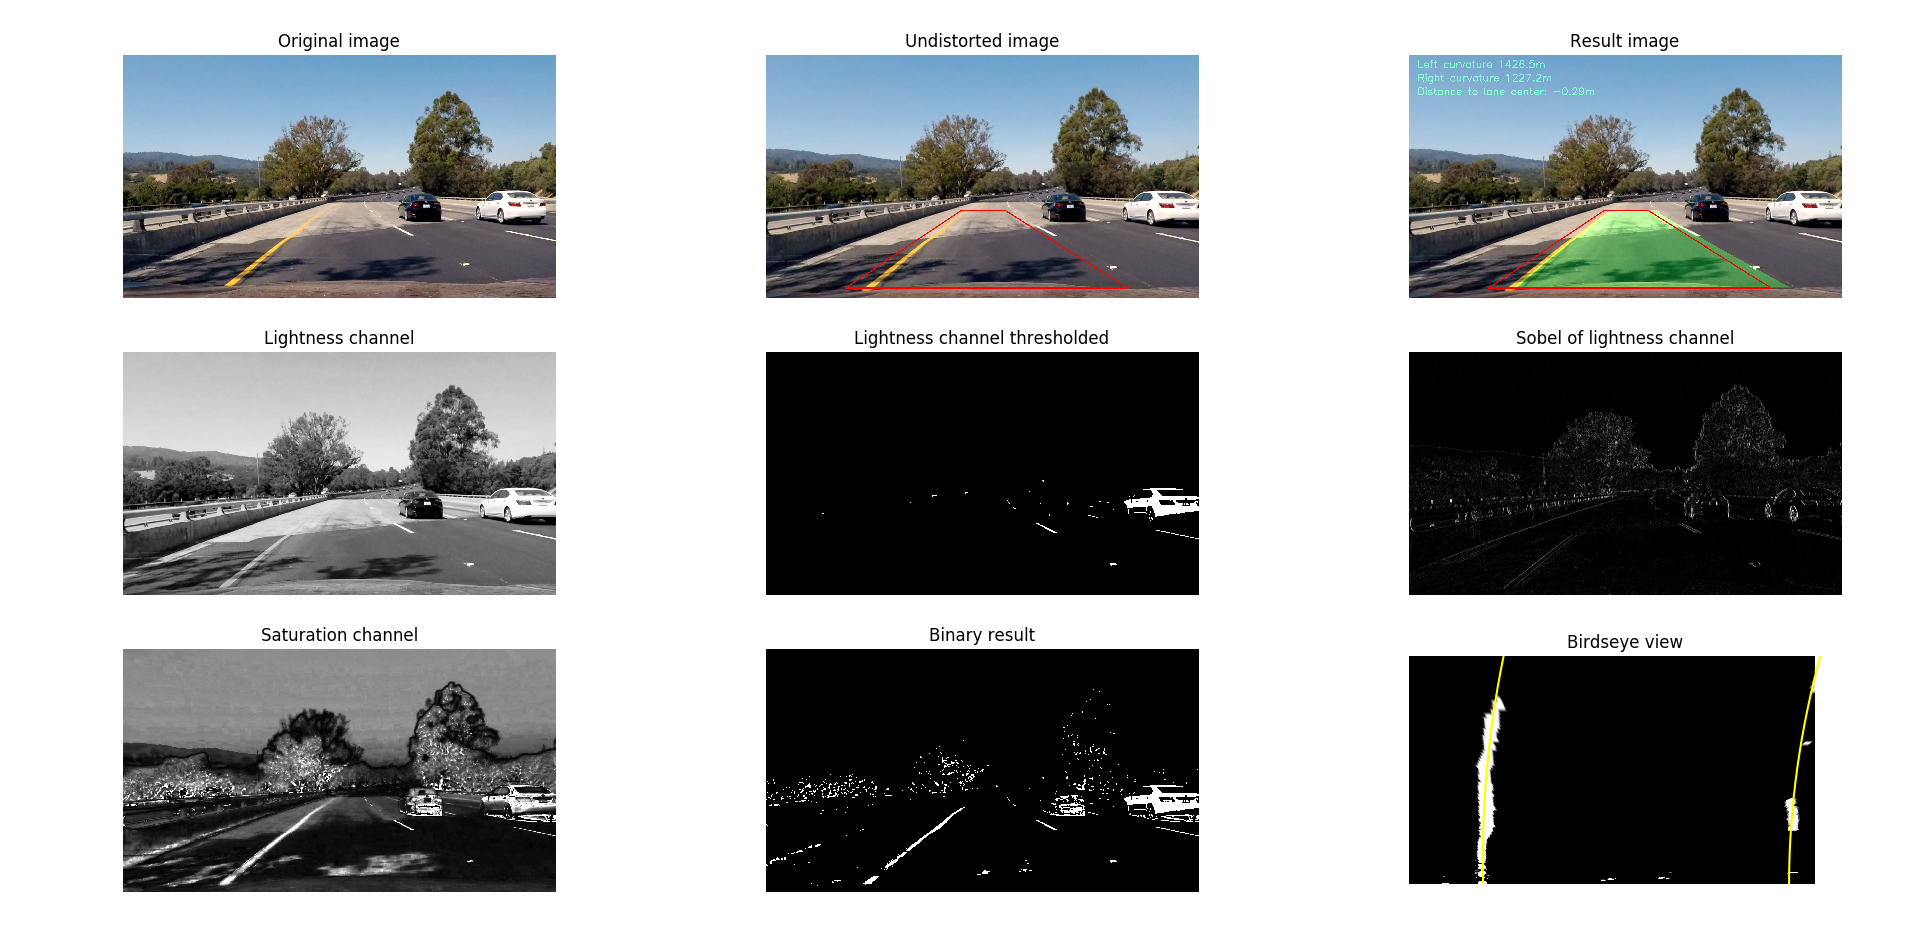 Original image
Undistorted image
Result image
Left curvature 1426.5m
Right curvature 1227.2m
Distance to lane center: -0.29m
Lightness channel
Lightness channel thresholded
Sobel of lightness channel
Saturation channel
Binary result
Birdseye view